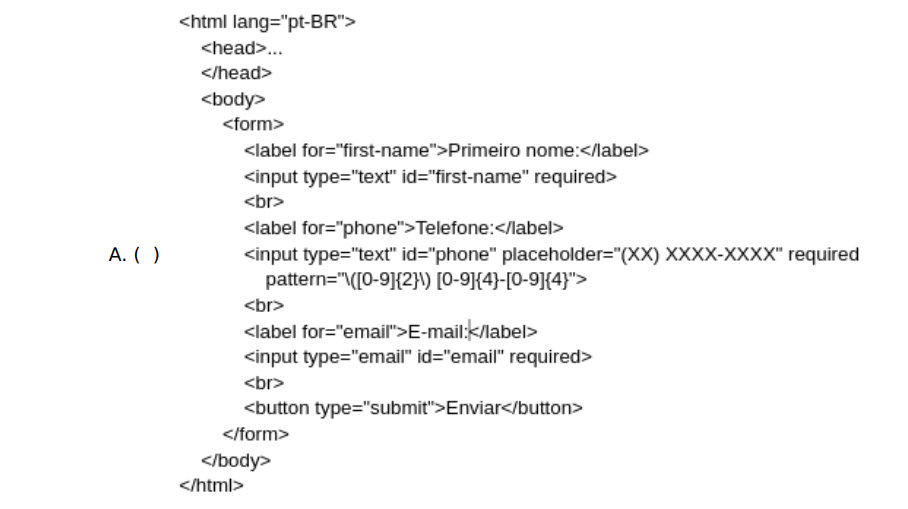 <html lang="pt-BR">
<head>...
</head>
<body>
<form>
<label for="first-name">Primeiro nome:</label>
<input type="text" id="first-name" required>
<br>
<label for="phone">Telefone:</label>
A. ( ) <input type="text" id="phone" placeholder="(XX) XXXX-XXXX" required
pattern="\([0-9]{2}\) [0-9]{4}-[0-9]{4}">
<br>
<label for="email">E-mail:</label>
<input type="email" id="email" required>
<br>
<button type="submit">Enviar</button>
</form>
</body>
</html>